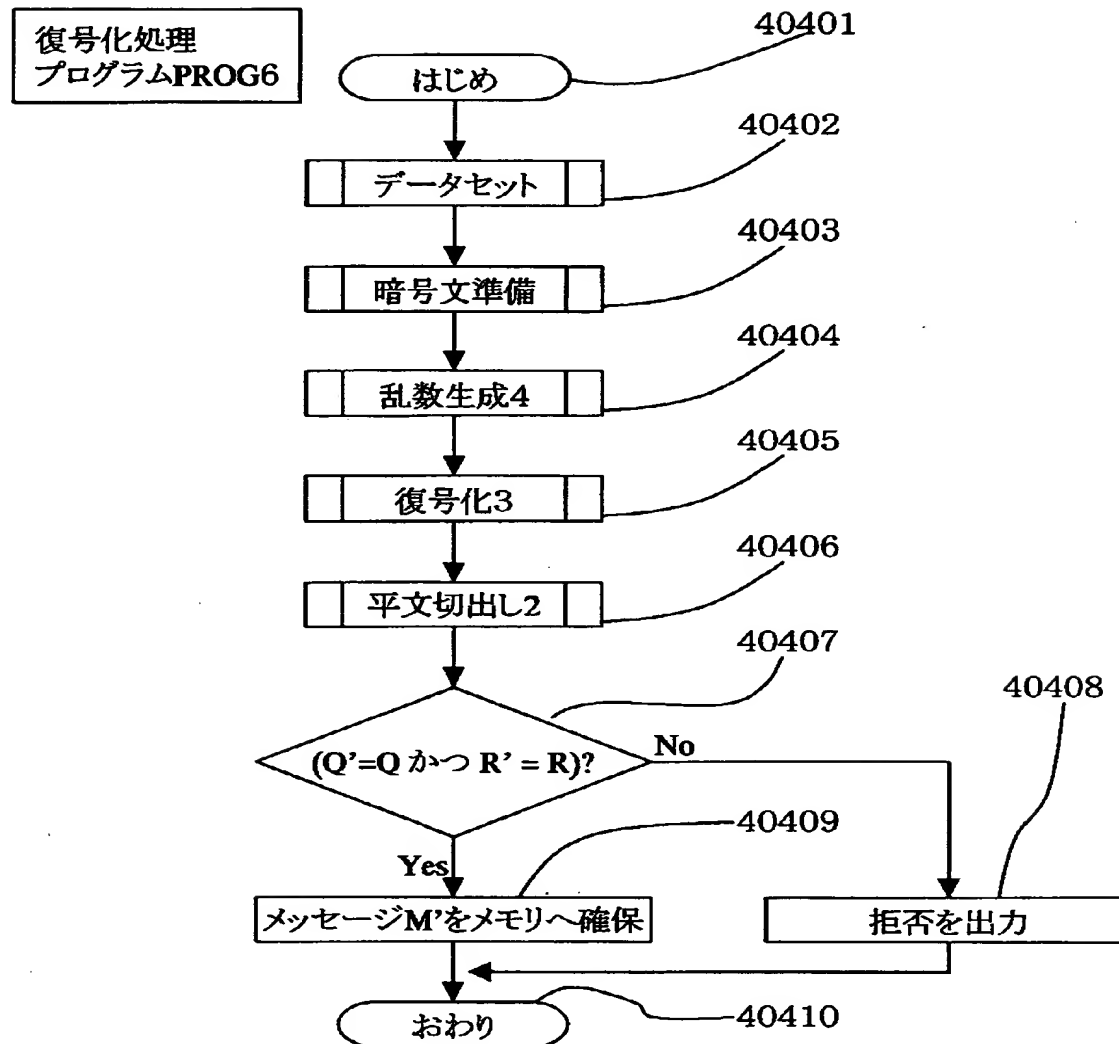 復号化処理
プログラムPROG6
40401
はじめ
40402
データセット
40403
暗号文準備
40404
乱数生成4
40405
復号化3
40406
平文切出し2
40407
40408
(Q'=Q かつ R' = R)?
No
40409
Yes
メッセージM'をメモリへ確保
拒否を出力
おわり
40410